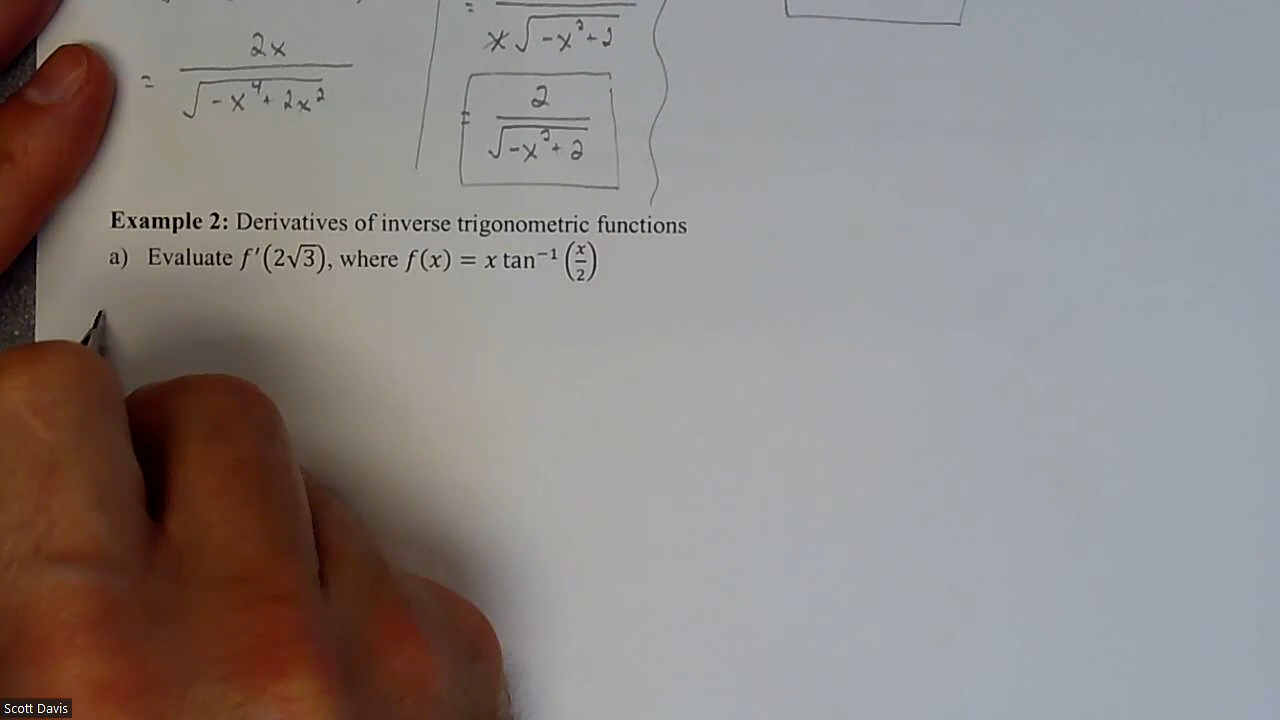 = 2x / √-x⁴+ 2x²
= x√-x²+2
= 2 / √-x²+2
Example 2: Derivatives of inverse trigonometric functions
a) Evaluate f′(2√3), where f(x) = x tan⁻¹ (x/2)
Scott Davis